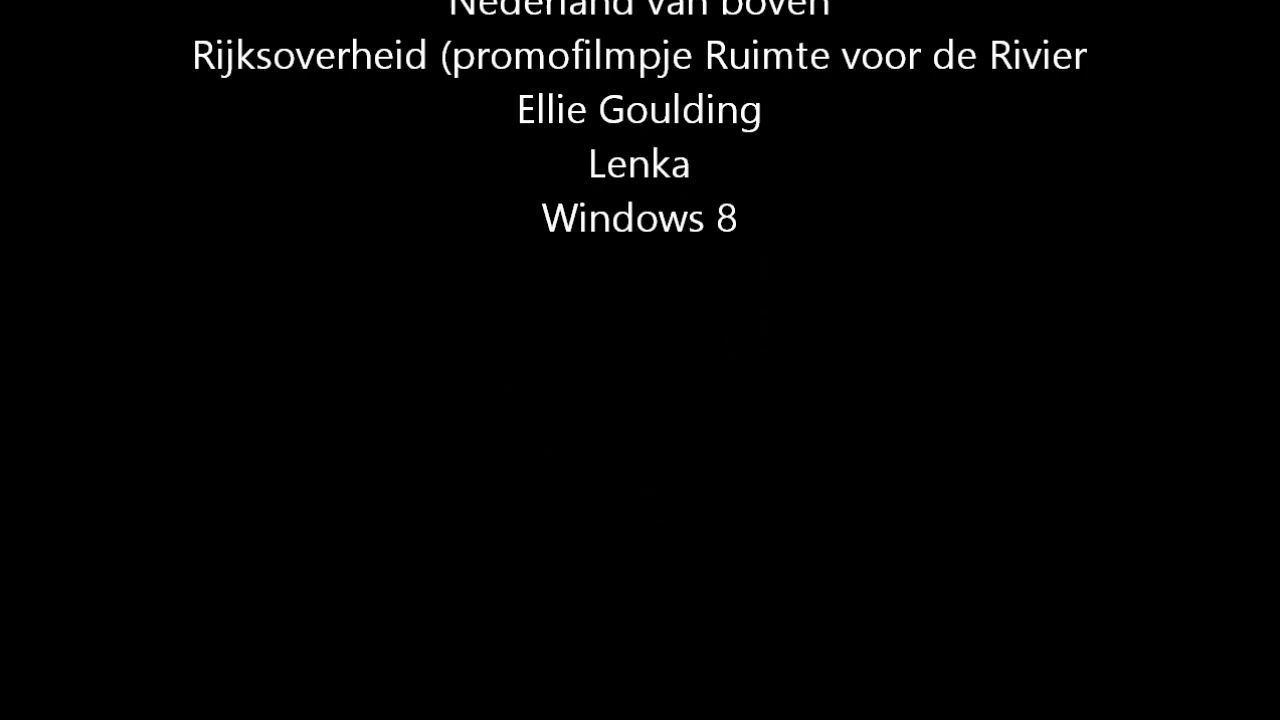 Nederland van boven
Rijksoverheid (promofilmpje Ruimte voor de Rivier
Ellie Goulding
Lenka
Windows 8